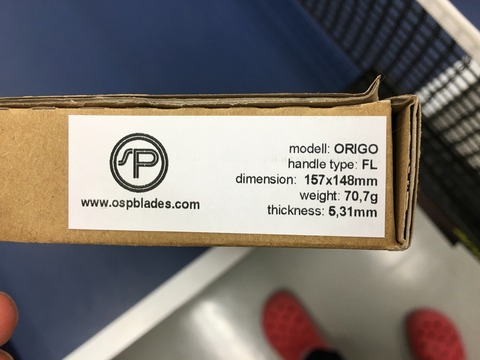 SP
www.ospblades.com
modell: ORIGO
handle type: FL
dimension: 157x148mm
weight: 70,7g
thickness: 5,31mm